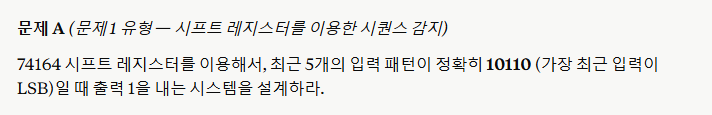 문제 A (문제 1 유형 — 시프트 레지스터를 이용한 시퀀스 감지)
74164 시프트 레지스터를 이용해서, 최근 5개의 입력 패턴이 정확히 10110 (가장 최근 입력이
LSB)일 때 출력 1을 내는 시스템을 설계하라.